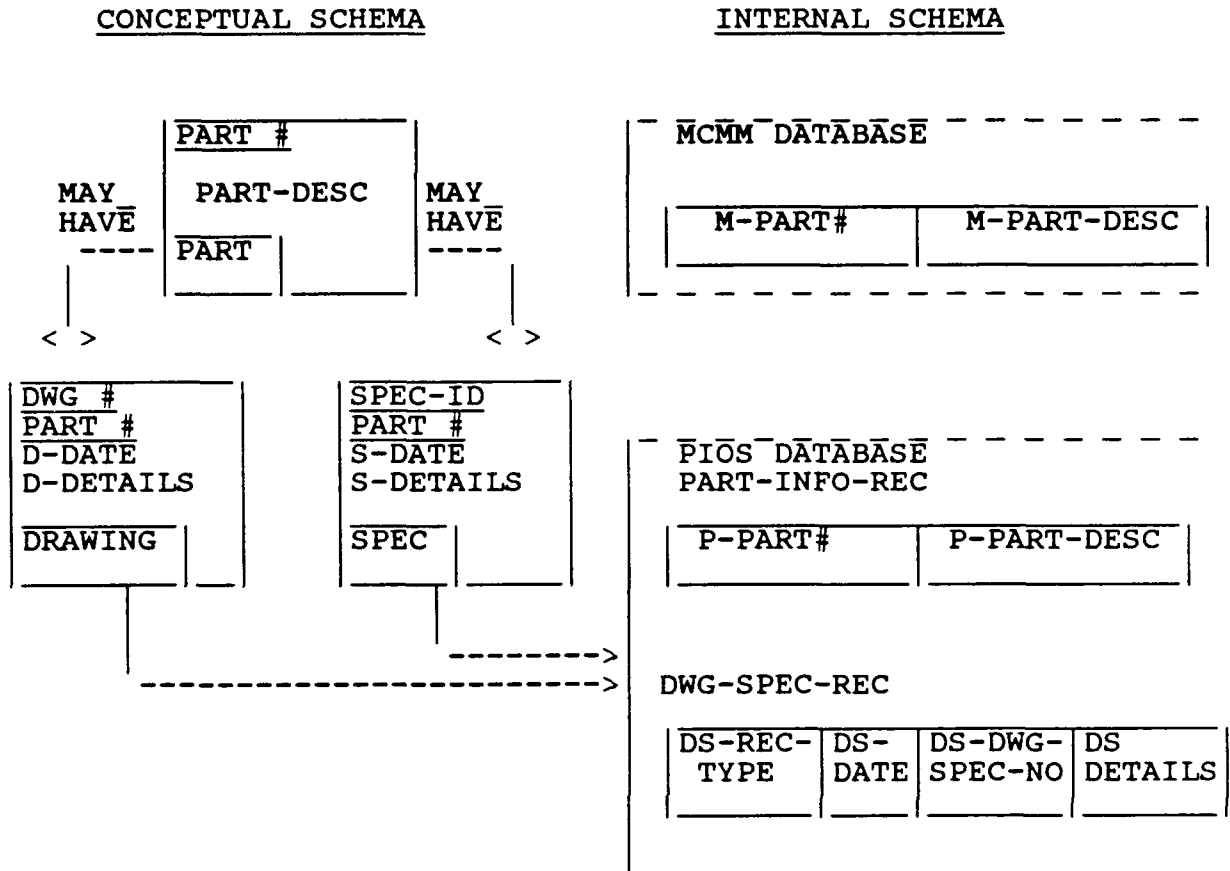 CONCEPTUAL SCHEMA
INTERNAL SCHEMA
PART #
PART-DESC
PART
MAY_
HAVE
MAY_
HAVE
DWG #
PART #
D-DATE
D-DETAILS
DRAWING
SPEC-ID
PART #
S-DATE
S-DETAILS
SPEC
MCMM DATABASE
M-PART#
M-PART-DESC
PIOS DATABASE
PART-INFO-REC
P-PART#
P-PART-DESC
DWG-SPEC-REC
DS-REC-
TYPE
DS-
DATE
DS-DWG-
SPEC-NO
DS
DETAILS